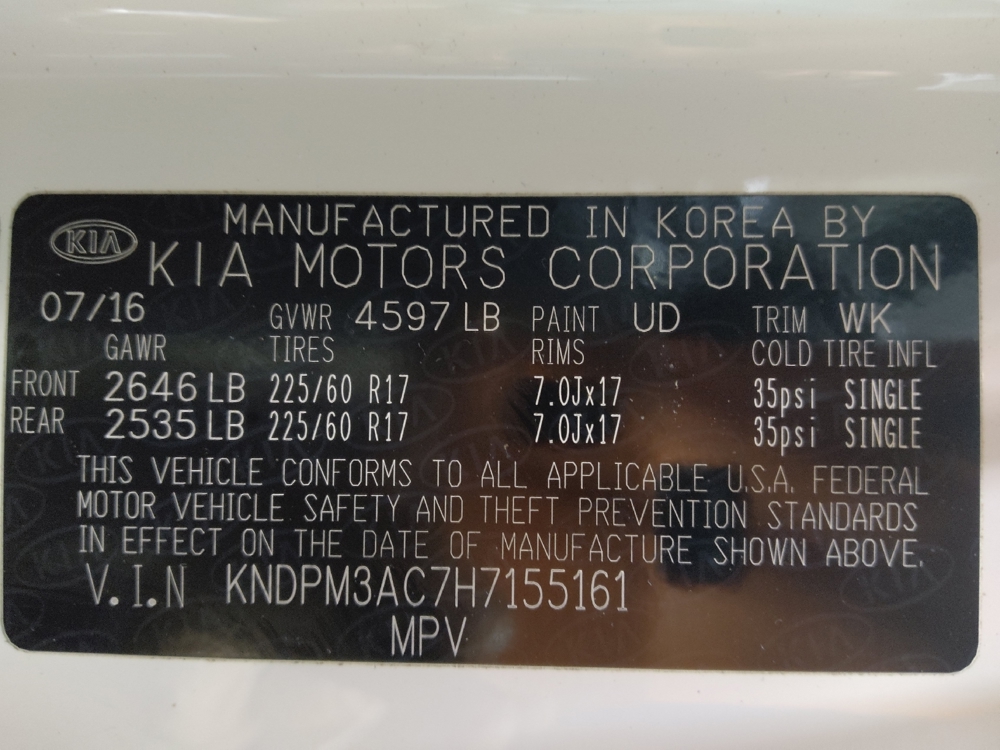 KIA MANUFACTURED IN KOREA BY
KIA MOTORS CORPORATION
07/16 GVWR 4597 LB PAINT UD TRIM WK
GAWR TIRES RIMS COLD TIRE INFL
FRONT 2646 LB 225/60 R17 7.0Jx17 35psi SINGLE
REAR 2535 LB 225/60 R17 7.0Jx17 35psi SINGLE
THIS VEHICLE CONFORMS TO ALL APPLICABLE U.S.A. FEDERAL
MOTOR VEHICLE SAFETY AND THEFT PREVENTION STANDARDS
IN EFFECT ON THE DATE OF MANUFACTURE SHOWN ABOVE.
V.I.N KNDPM3AC7H7155161
MPV